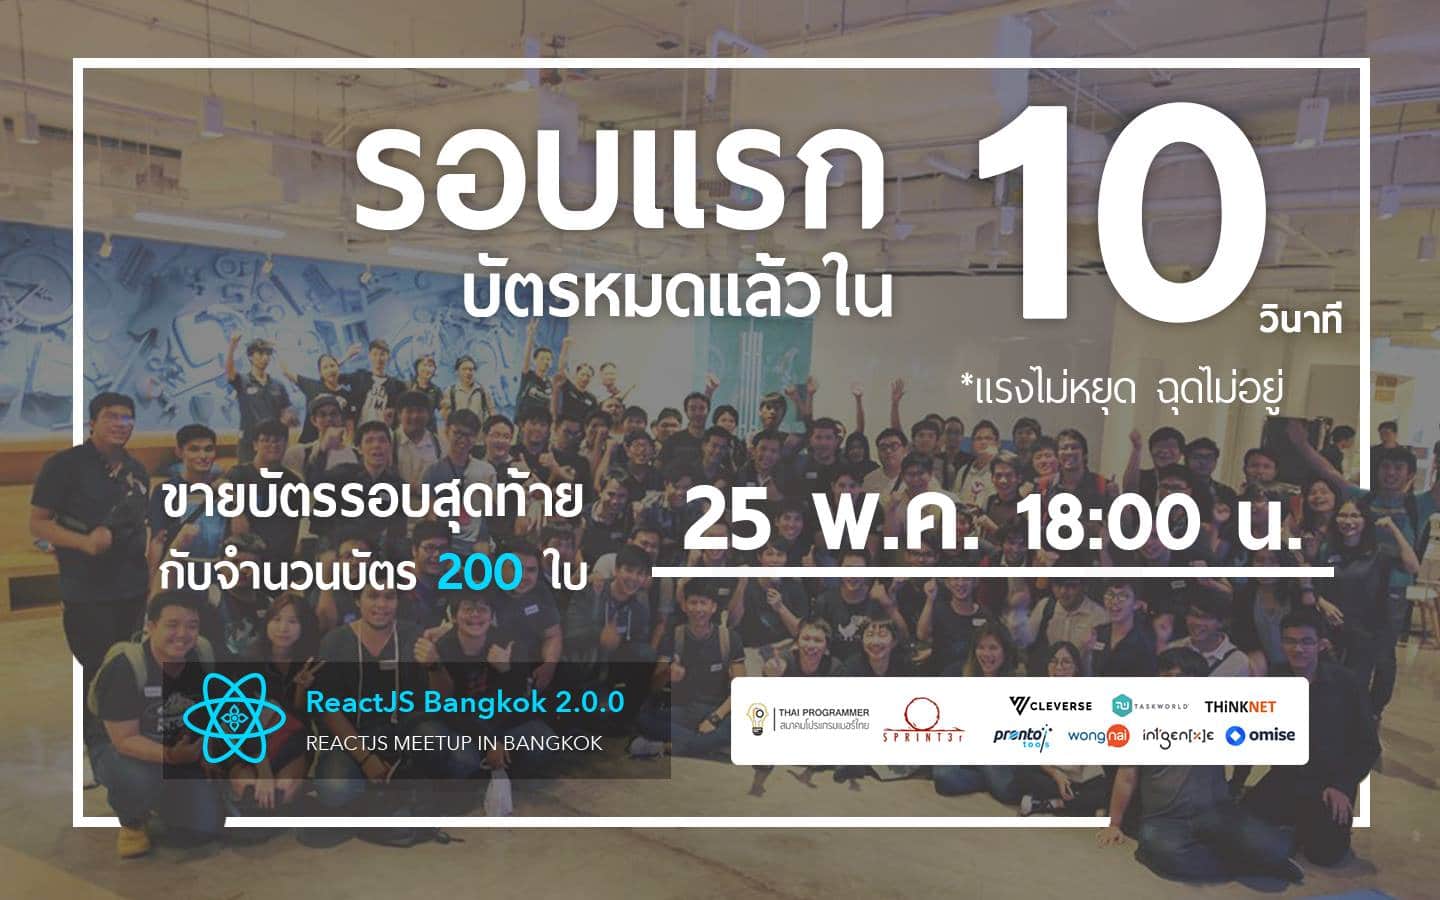 รอบแรก 10
บัตรหมดแล้วใน
วินาที
*แรงไม่หยุด ฉุดไม่อยู่
ขายบัตรรอบสุดท้าย
กับจำนวนบัตร 200 ใบ
25 พ.ค. 18:00 น.
ReactJS Bangkok 2.0.0
REACTJS MEETUP IN BANGKOK
THAI PROGRAMMER
สมาคมโปรแกรมเมอร์ไทย
SPRINT3r
CLEVERSE
TASKWORLD
THiNKNET
pronto
tools
wongnai
int'gen[x]e
omise